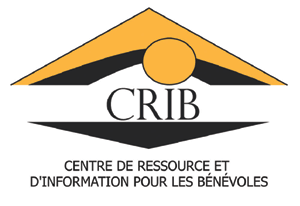 CRIB
CENTRE DE RESSOURCE ET
D'INFORMATION POUR LES BÉNÉVOLES